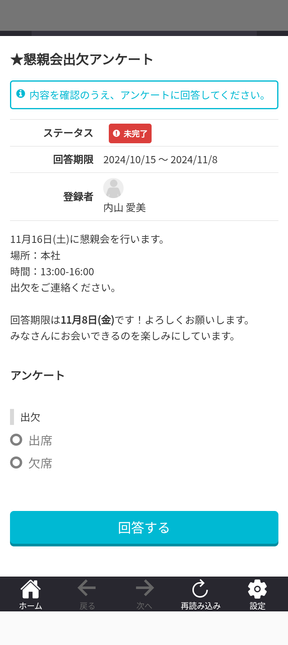 ★懇親会出欠アンケート
内容を確認のうえ、アンケートに回答してください。
ステータス 未完了
回答期限 2024/10/15 〜 2024/11/8
登録者 内山 愛美
11月16日(土)に懇親会を行います。
場所：本社
時間：13:00-16:00
出欠をご連絡ください。
回答期限は11月8日(金)です！よろしくお願いします。
みなさんにお会いできるのを楽しみにしています。
アンケート
出欠
出席
欠席
回答する
ホーム 戻る 次へ 再読み込み 設定